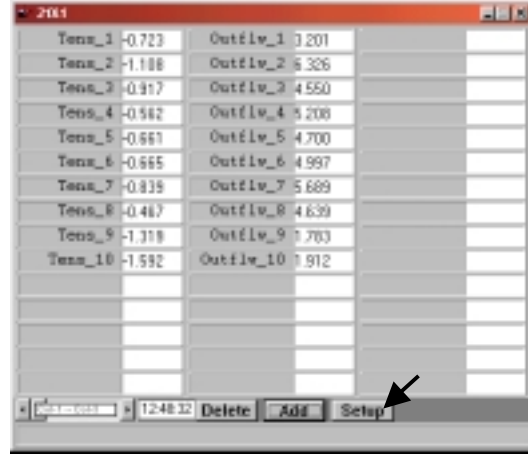 Tens_1 -0.723 Outflw_1 3.201
Tens_2 -1.108 Outflw_2 6.326
Tens_3 -0.917 Outflw_3 4.550
Tens_4 -0.562 Outflw_4 5.208
Tens_5 -0.661 Outflw_5 4.700
Tens_6 -0.665 Outflw_6 4.997
Tens_7 -0.839 Outflw_7 5.689
Tens_8 -0.467 Outflw_8 4.639
Tens_9 -1.319 Outflw_9 1.783
Tens_10 -1.592 Outflw_10 1.912
12:48:32 Delete Add Setup